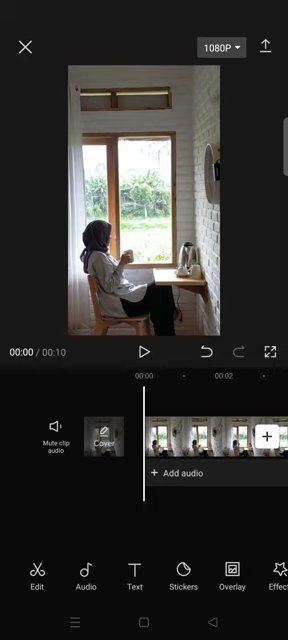 1080P
00:00 / 00:10
00:00
00:02
Mute clip
audio
Cover
+ Add audio
Edit
Audio
Text
Stickers
Overlay
Effec